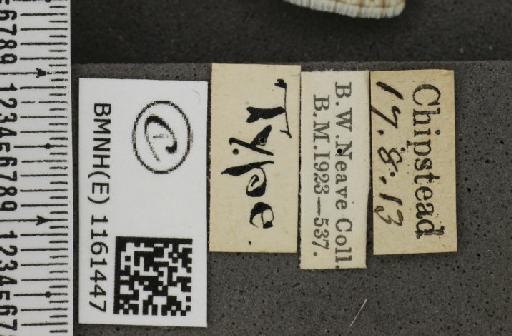 ©
BMNH(E) 1161447
Type.
B.W.Neave Coll.
B.M.1923—537.
Chipstead
17.8.13